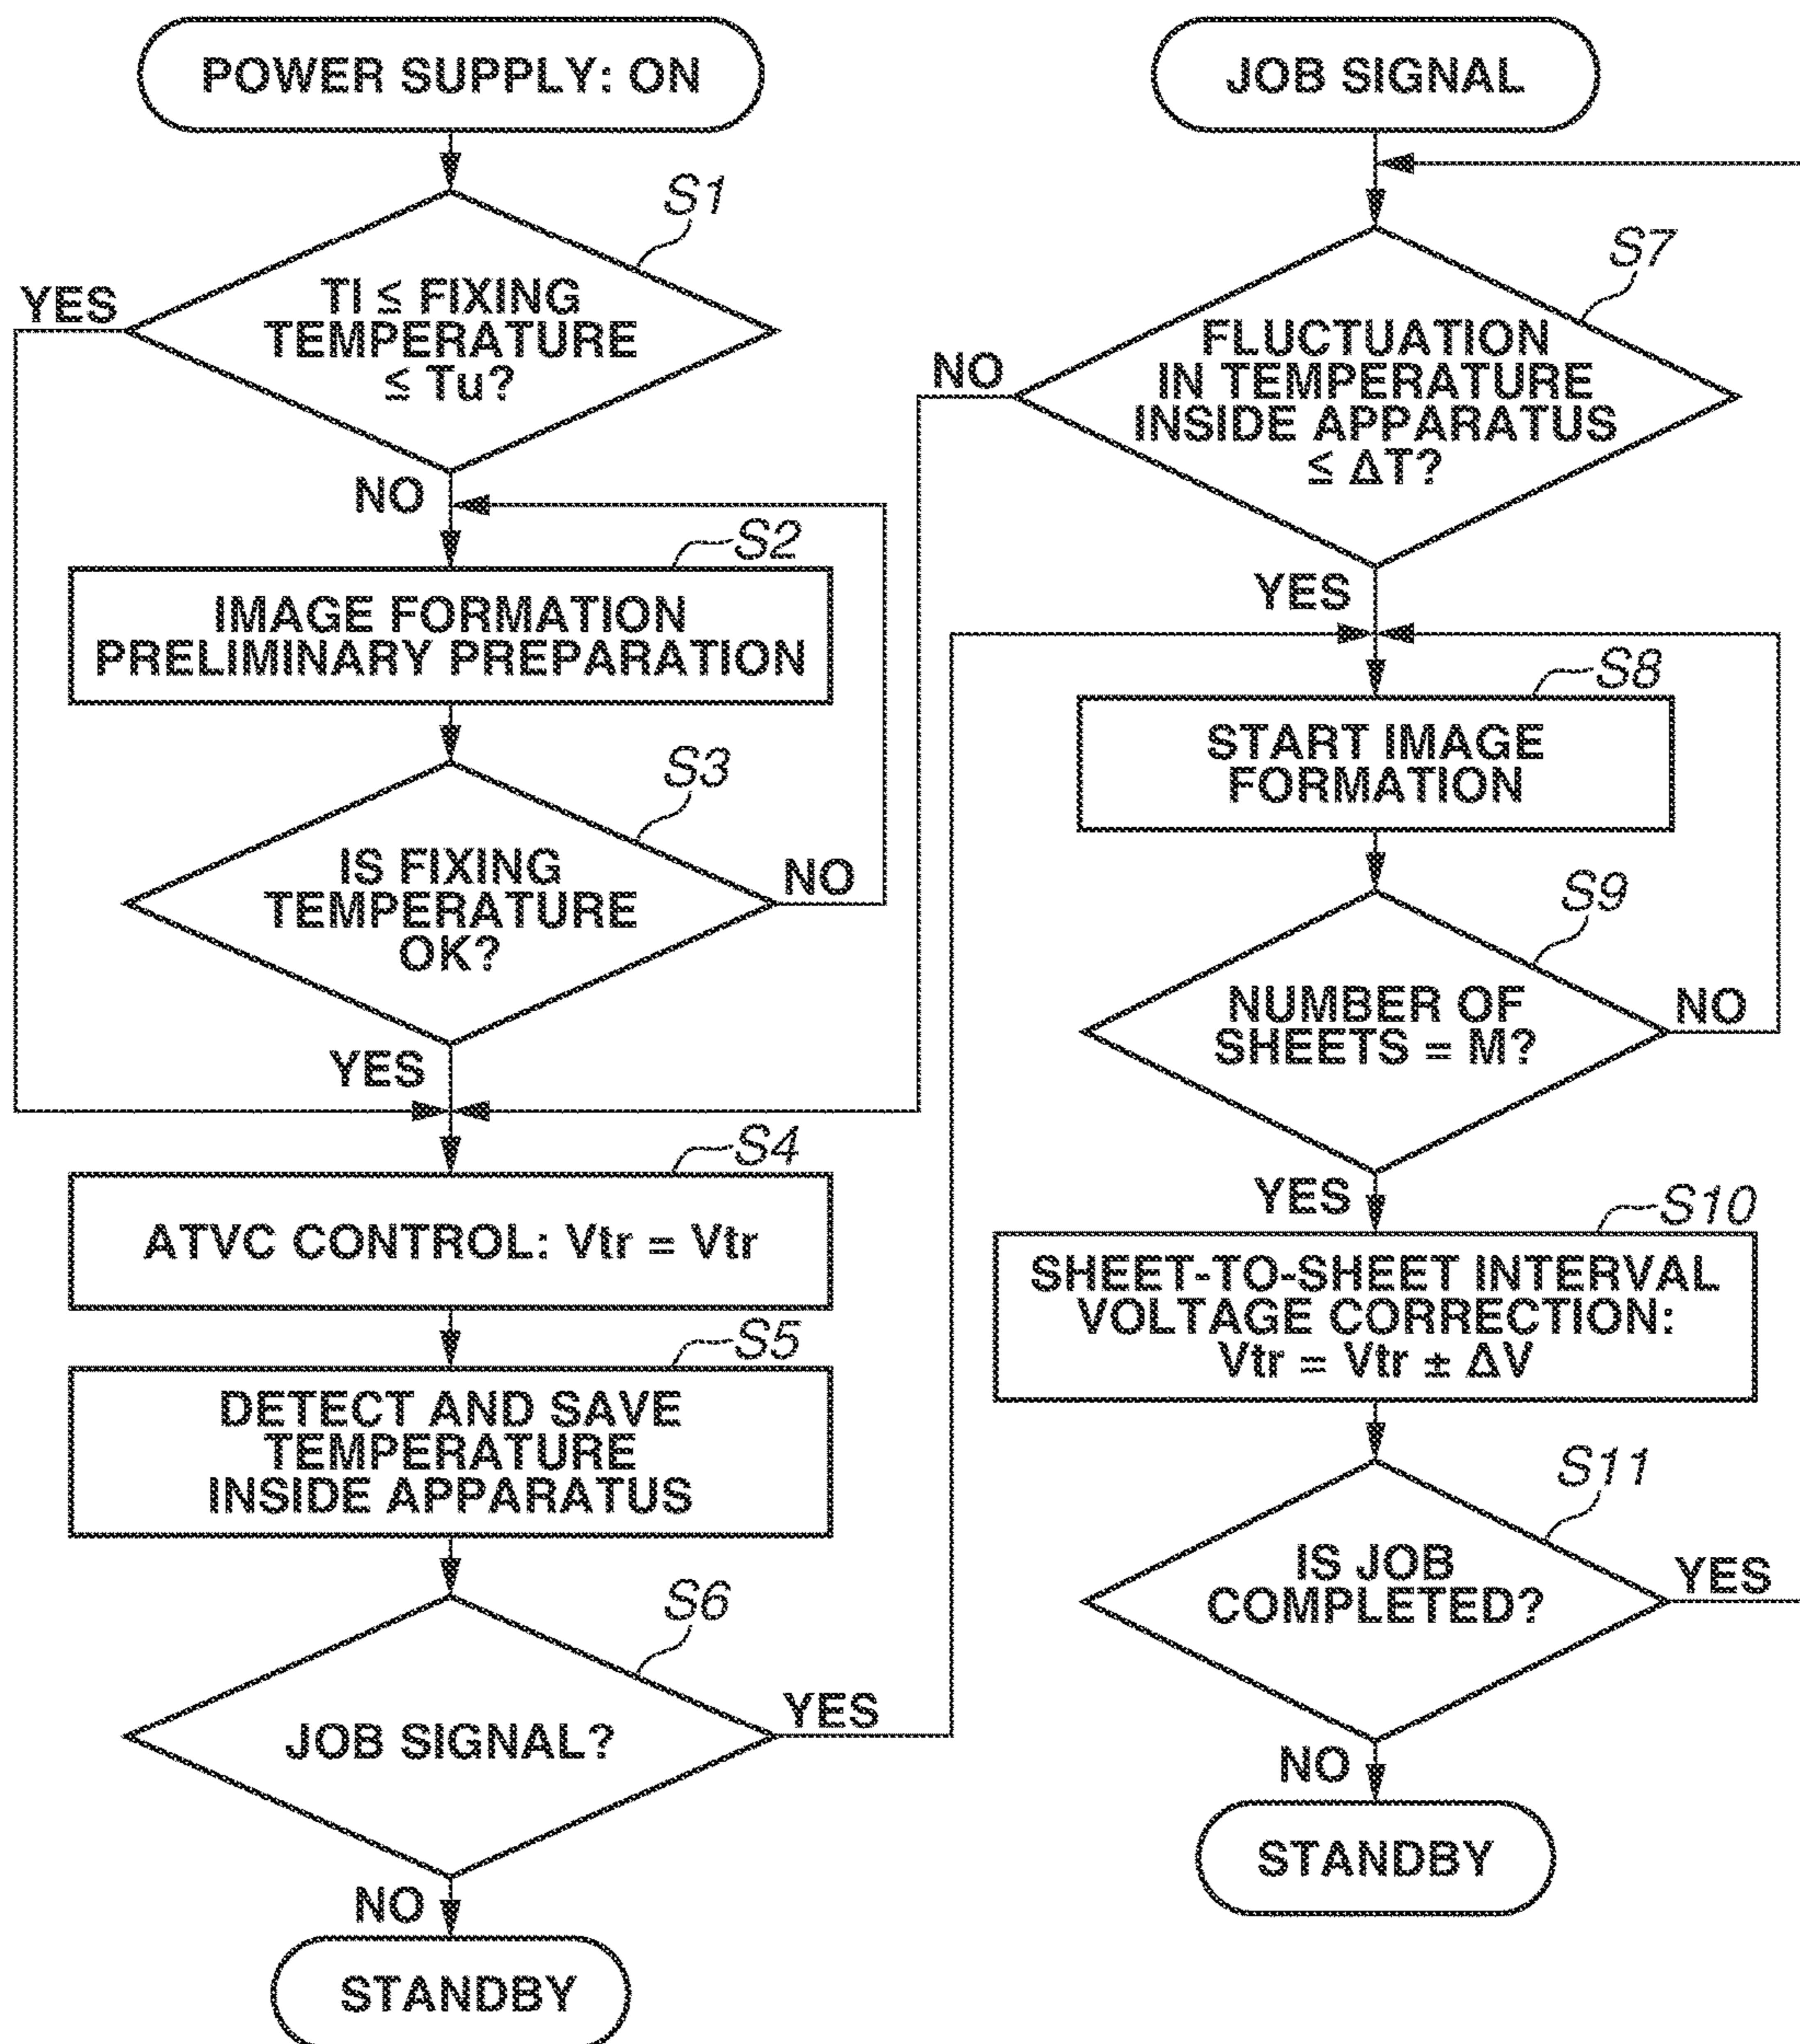 POWER SUPPLY: ON
S1
TI ≤ FIXING
TEMPERATURE
≤ Tu?
YES
NO
S2
IMAGE FORMATION
PRELIMINARY PREPARATION
S3
IS FIXING
TEMPERATURE
OK?
NO
YES
S4
ATVC CONTROL: Vtr = Vtr
S5
DETECT AND SAVE
TEMPERATURE
INSIDE APPARATUS
S6
JOB SIGNAL?
YES
NO
STANDBY
JOB SIGNAL
S7
FLUCTUATION
IN TEMPERATURE
INSIDE APPARATUS
≤ ΔT?
NO
YES
S8
START IMAGE
FORMATION
S9
NUMBER OF
SHEETS = M?
NO
YES
S10
SHEET-TO-SHEET INTERVAL
VOLTAGE CORRECTION:
Vtr = Vtr ± ΔV
S11
IS JOB
COMPLETED?
YES
NO
STANDBY